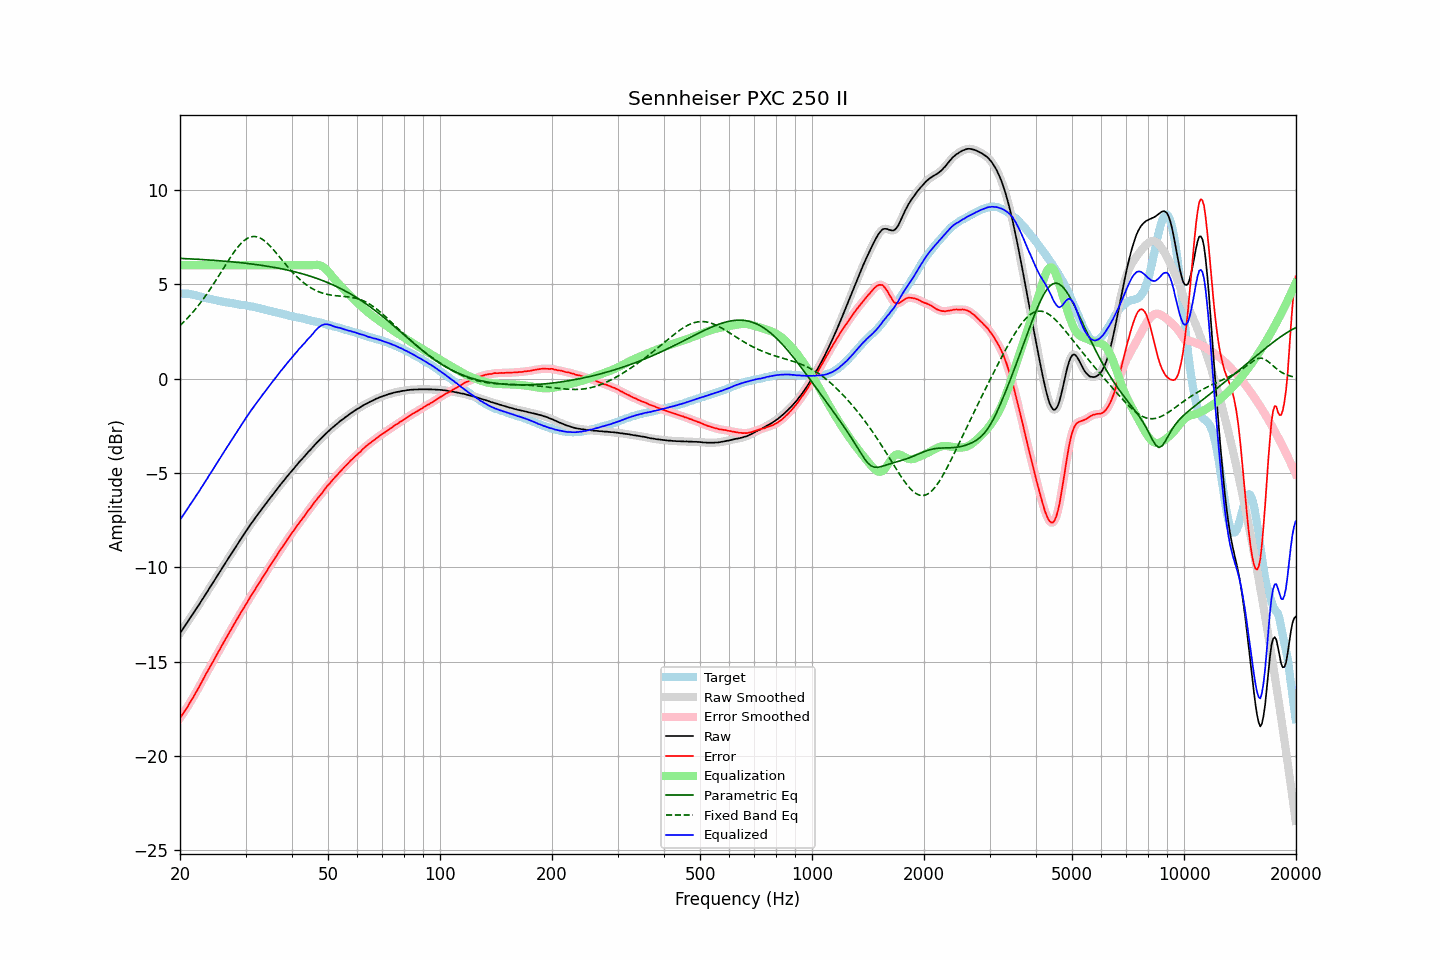 Sennheiser PXC 250 II
Amplitude (dBr)
10
5
0
−5
−10
−15
−20
−25
Target
Raw Smoothed
Error Smoothed
Raw
Error
Equalization
Parametric Eq
Fixed Band Eq
Equalized
20 50 100 200 500 1000 2000 5000 10000 20000
Frequency (Hz)